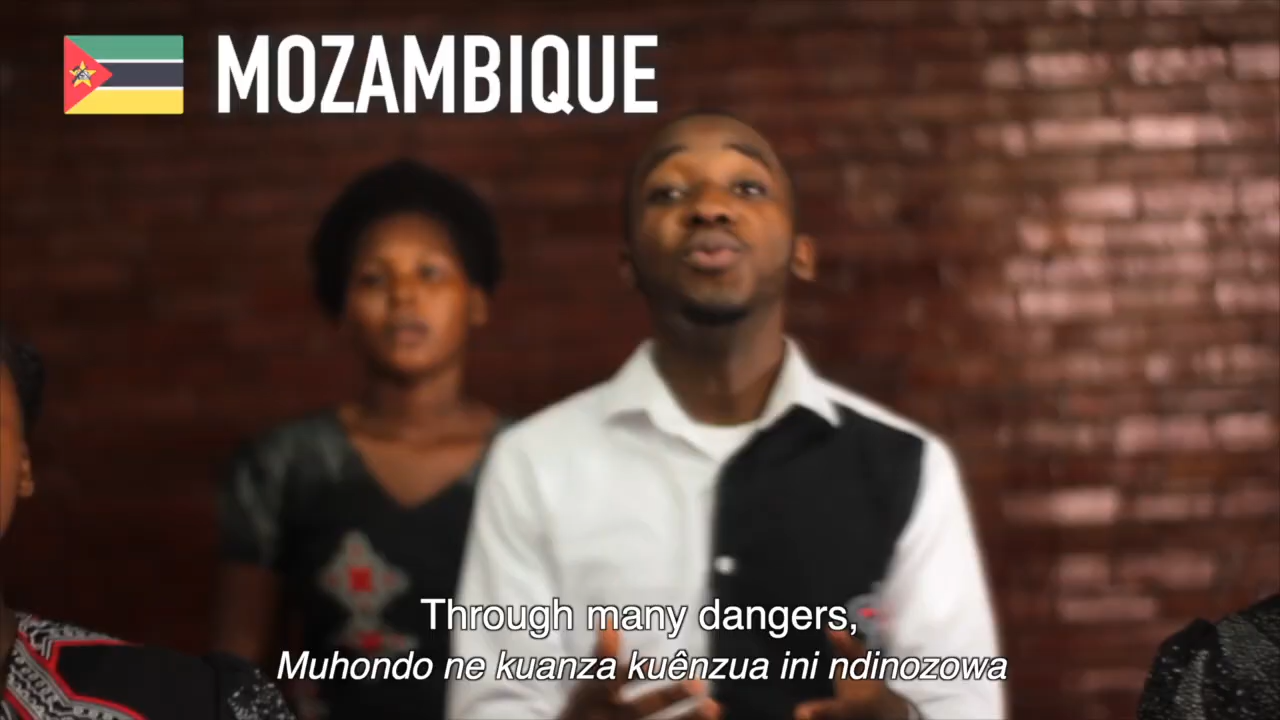 MOZAMBIQUE
Through many dangers,
Muhondo ne kuanza kuênzua ini ndinozowa